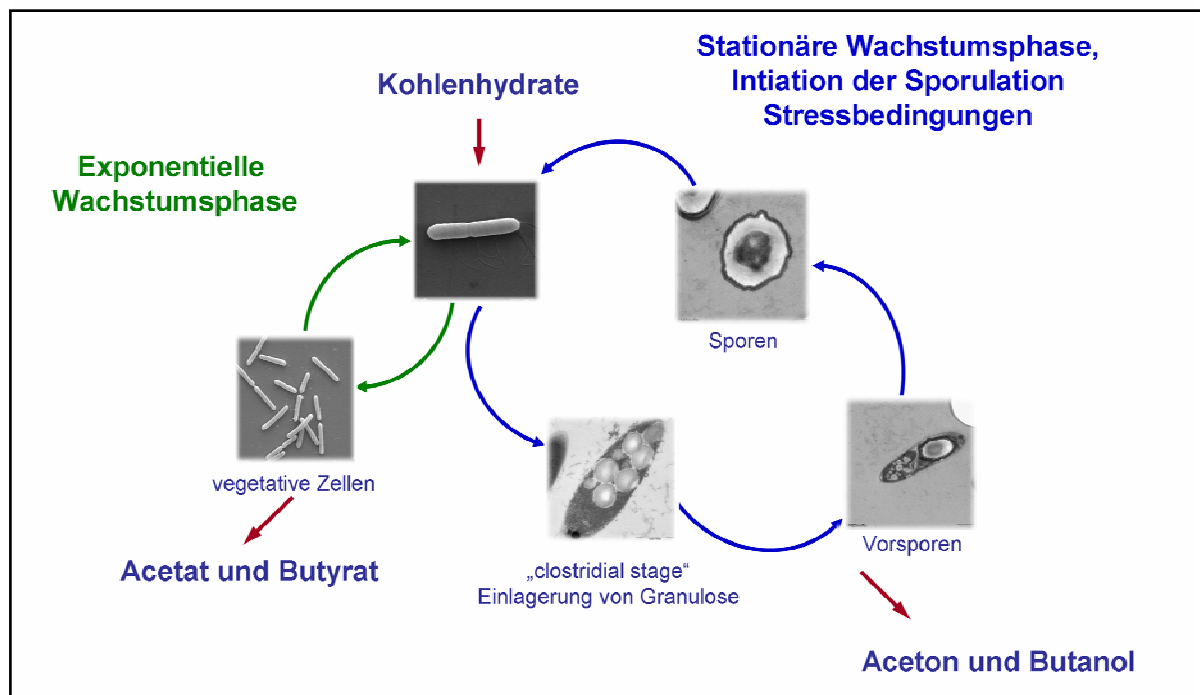 Stationäre Wachstumsphase,
Intiation der Sporulation
Stressbedingungen
Kohlenhydrate
Exponentielle
Wachstumsphase
Sporen
vegetative Zellen
Vorsporen
Acetat und Butyrat
„clostridial stage“
Einlagerung von Granulose
Aceton und Butanol